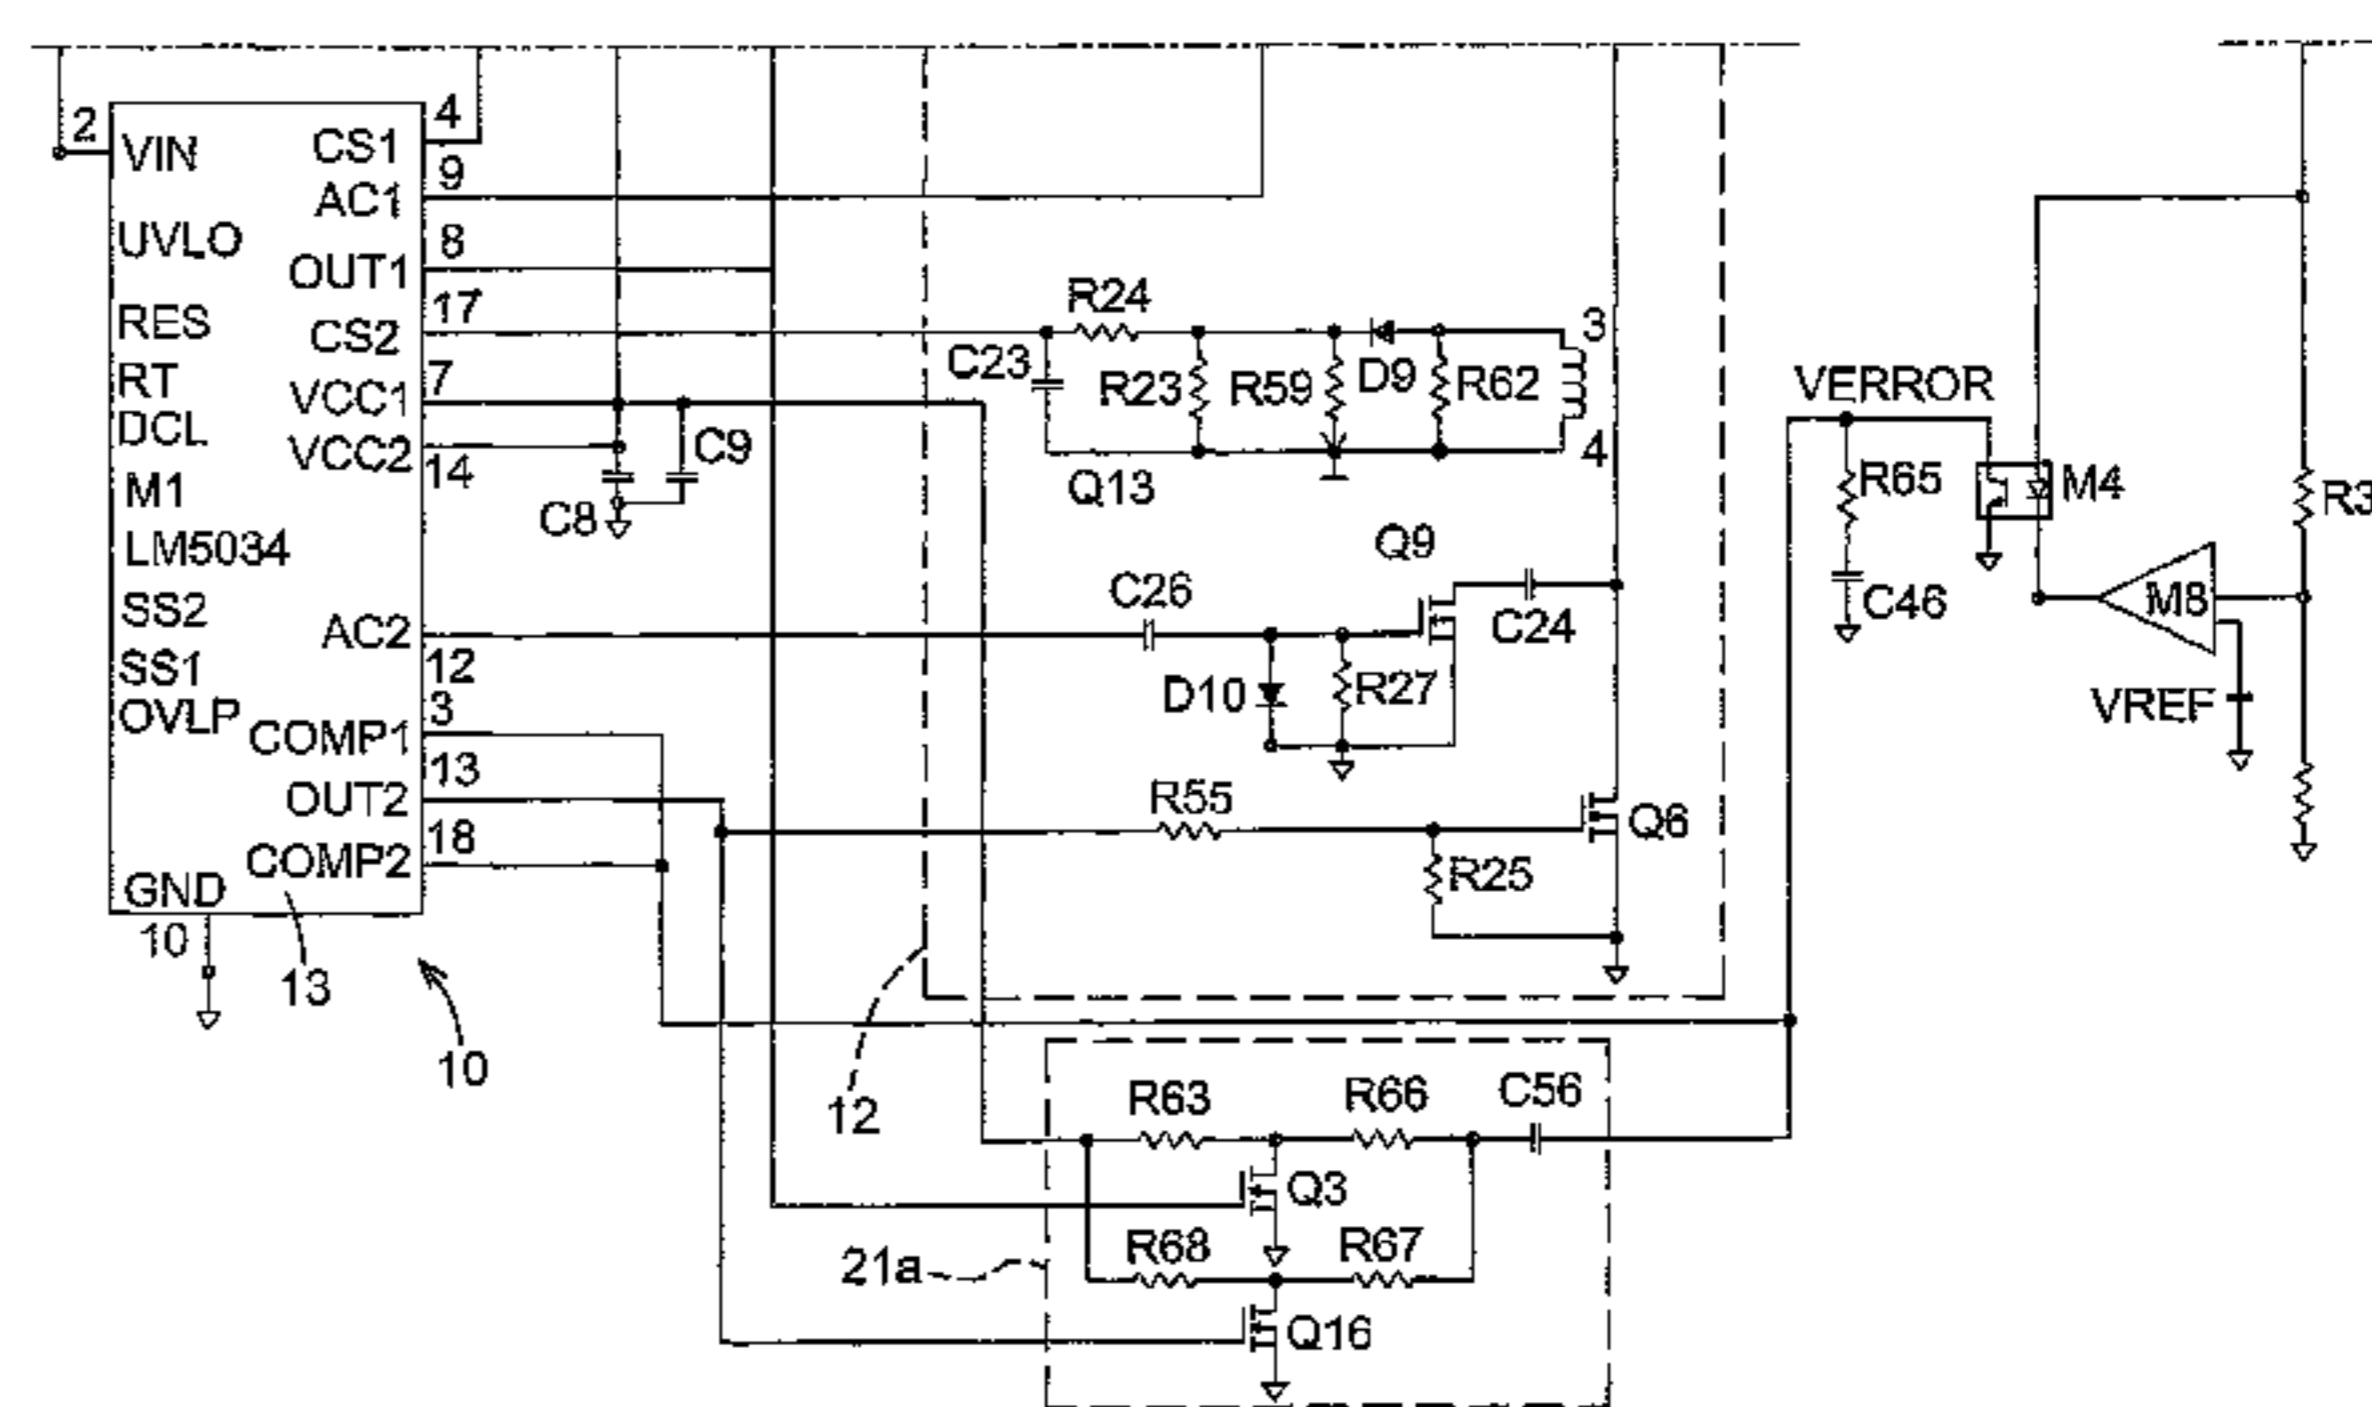 2
VIN
UVLO
RES
RT
DCL
M1
LM5034
SS2
SS1
OVLP
GND
10
13
10
CS1
4
AC1
9
OUT1
8
CS2
17
VCC1
7
VCC2
14
AC2
12
COMP1
3
OUT2
13
COMP2
18
C8
C9
C23
R24
R23
R59
D9
R62
3
4
Q13
Q9
C26
C24
D10
R27
R55
Q6
R25
12
VERROR
R65
C46
M4
M8
R3
VREF
R63
R66
C56
Q3
R68
R67
21a
Q16